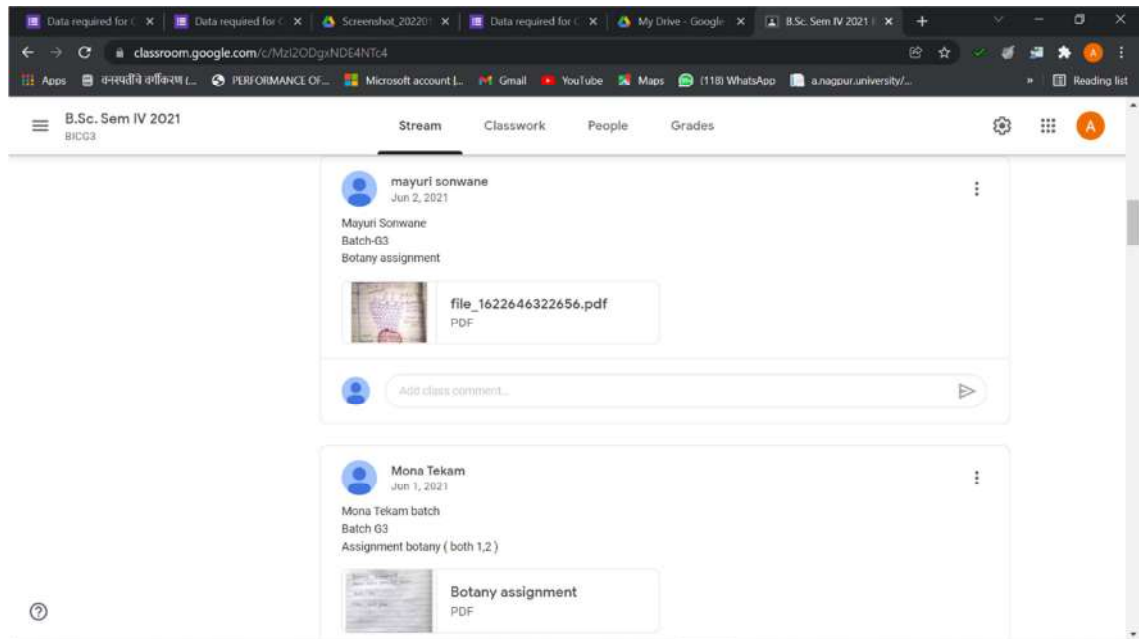 Data required for C
Data required for C
Screenshot_202201
Data required for C
My Drive - Google
B.Sc. Sem IV 2021
classroom.google.com/c/MzI2ODgxNDE4NTc4
Apps
वनस्पतींचे वर्गीकरण (...
PERFORMANCE OF...
Microsoft account |...
Gmail
YouTube
Maps
(118) WhatsApp
a.nagpur.university/...
»
Reading list
B.Sc. Sem IV 2021
BICG3
Stream
Classwork
People
Grades
A
mayuri sonwane
Jun 2, 2021
Mayuri Sonwane
Batch-G3
Botany assignment
file_1622646322656.pdf
PDF
Add class comment...
Mona Tekam
Jun 1, 2021
Mona Tekam batch
Batch G3
Assignment botany ( both 1,2 )
Botany assignment
PDF